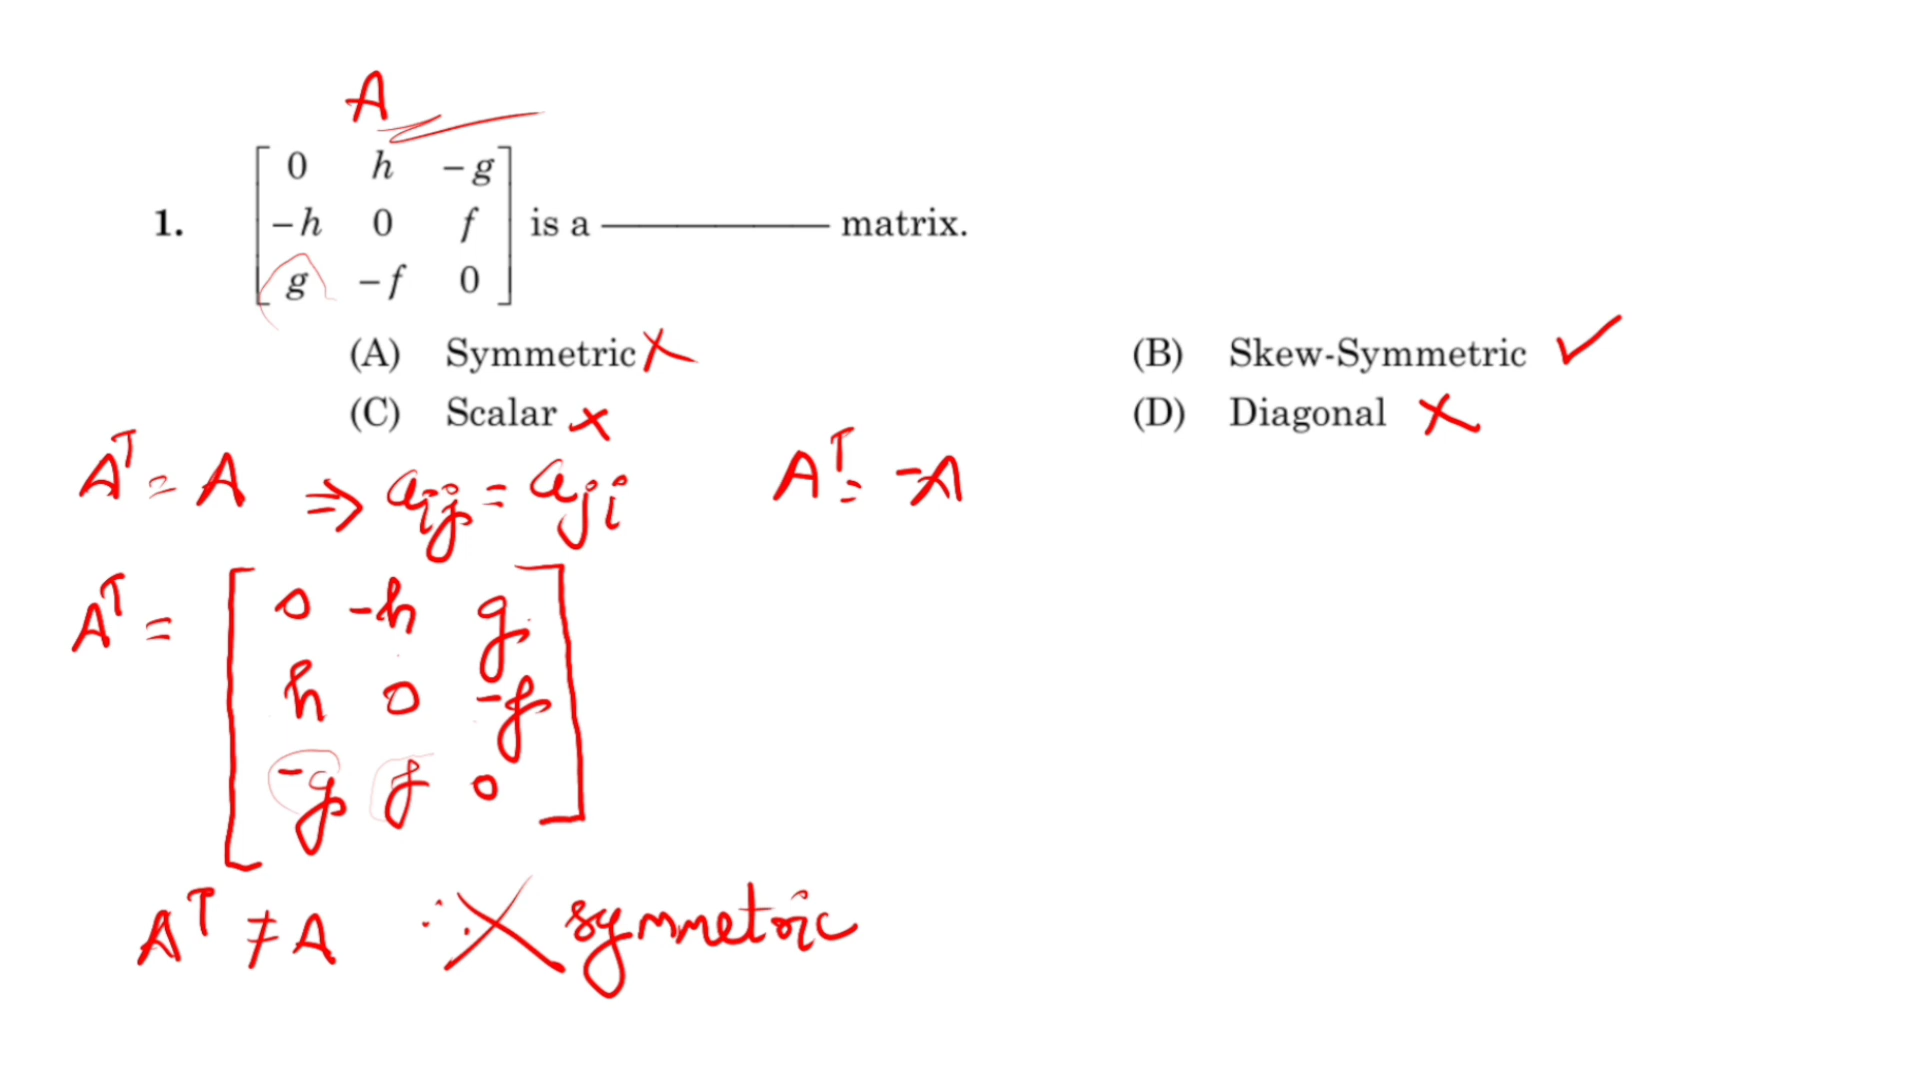 A
0 h −g
1. −h 0 f is a ———— matrix.
g −f 0
(A) Symmetric ✗ (B) Skew-Symmetric ✓
(C) Scalar ✗ (D) Diagonal ✗
Aᵀ = A ⇒ aij = aji Aᵀ = −A
0 −h g
Aᵀ = h 0 −f
−g f 0
Aᵀ ≠ A ∴ ✗ symmetric